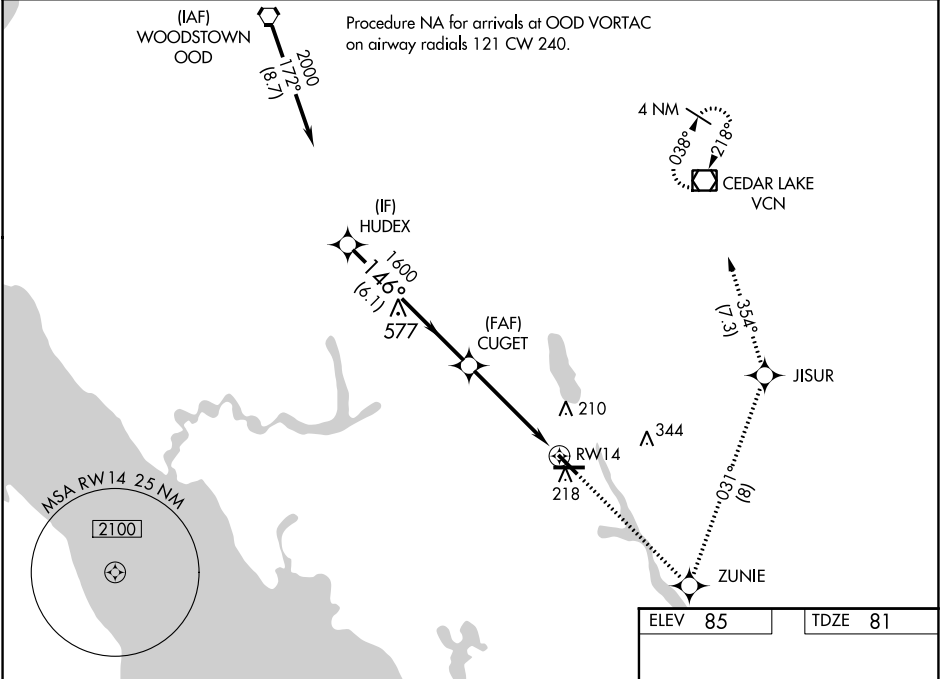 (IAF)
WOODSTOWN
OOD
Procedure NA for arrivals at OOD VORTAC
on airway radials 121 CW 240.
2000
172°
(8.7)
4 NM
038°
218°
CEDAR LAKE
VCN
(IF)
HUDEX
1600
146°
(6.1)
577
(FAF)
CUGET
354°
(7.3)
JISUR
210
344
RW14
218
031°
(8)
MSA RW14 25 NM
2100
ZUNIE
ELEV 85
TDZE 81